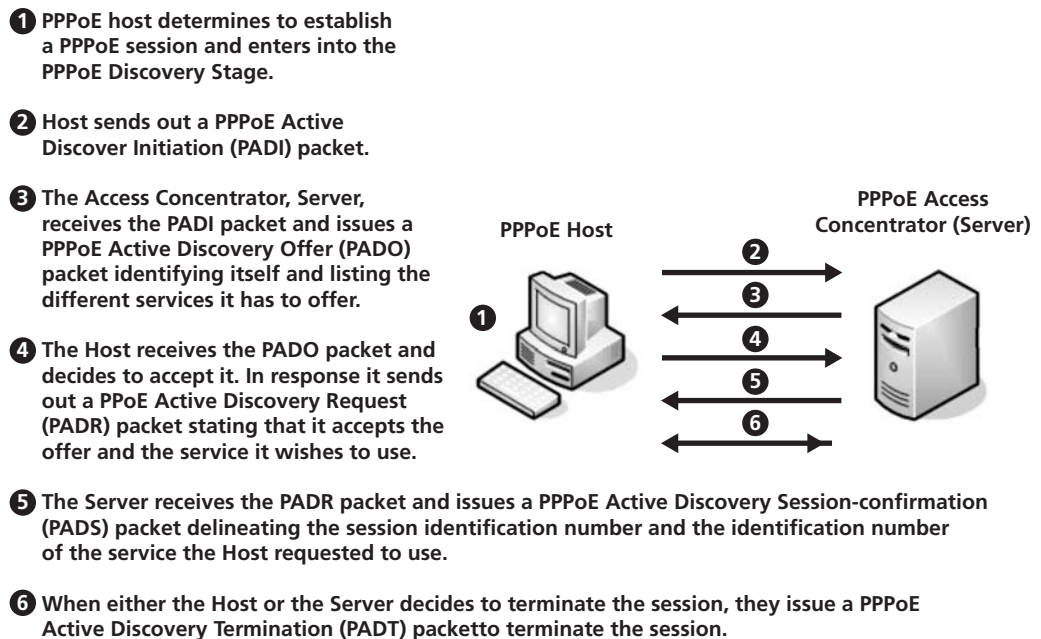 1 PPPoE host determines to establish
a PPPoE session and enters into the
PPPoE Discovery Stage.
2 Host sends out a PPPoE Active
Discover Initiation (PADI) packet.
3 The Access Concentrator, Server,
receives the PADI packet and issues a
PPPoE Active Discovery Offer (PADO)
packet identifying itself and listing the
different services it has to offer.
4 The Host receives the PADO packet and
decides to accept it. In response it sends
out a PPoE Active Discovery Request
(PADR) packet stating that it accepts the
offer and the service it wishes to use.
PPPoE Host
PPPoE Access
Concentrator (Server)
1
2
3
4
5
6
5 The Server receives the PADR packet and issues a PPPoE Active Discovery Session-confirmation
(PADS) packet delineating the session identification number and the identification number
of the service the Host requested to use.
6 When either the Host or the Server decides to terminate the session, they issue a PPPoE
Active Discovery Termination (PADT) packetto terminate the session.